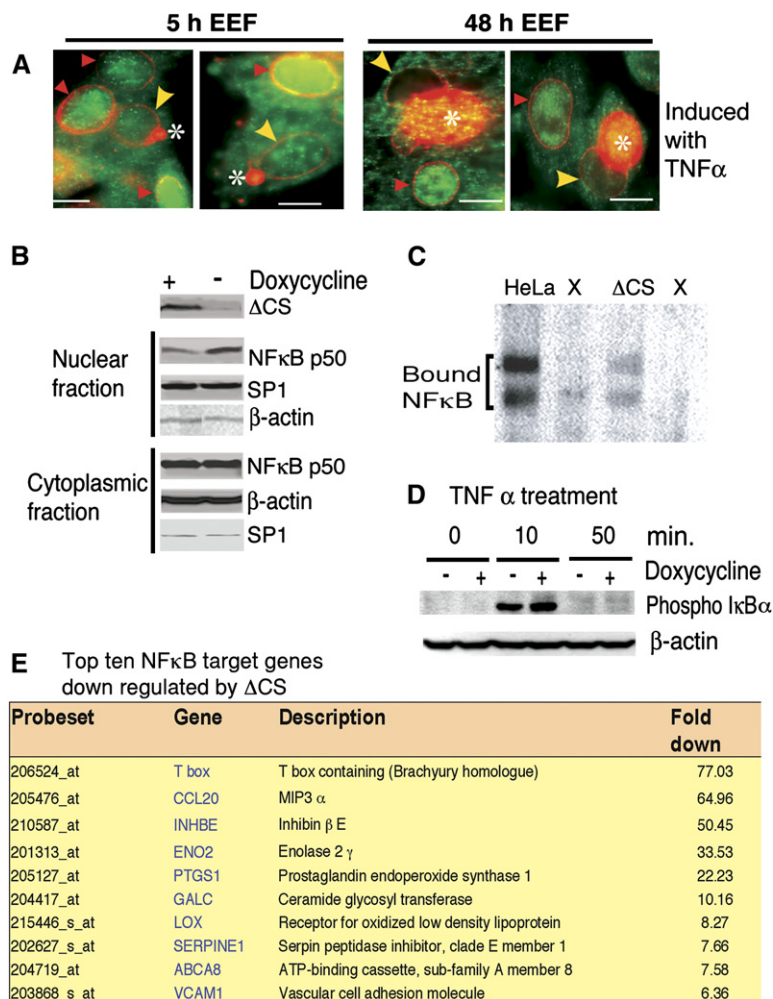 5 h EEF
48 h EEF
A
*
*
*
*
Induced
with
TNFα
B
+ - Doxycycline
ΔCS
Nuclear
fraction
NFκB p50
SP1
β-actin
Cytoplasmic
fraction
NFκB p50
β-actin
SP1
C
HeLa X ΔCS X
Bound
NFκB
D TNF α treatment
0 10 50 min.
- + - + - + Doxycycline
Phospho IκBα
β-actin
E Top ten NFκB target genes
down regulated by ΔCS
Probeset Gene Description Fold
down
206524_at T box T box containing (Brachyury homologue) 77.03
205476_at CCL20 MIP3 α 64.96
210587_at INHBE Inhibin β E 50.45
201313_at ENO2 Enolase 2 γ 33.53
205127_at PTGS1 Prostaglandin endoperoxide synthase 1 22.23
204417_at GALC Ceramide glycosyl transferase 10.16
215446_s_at LOX Receptor for oxidized low density lipoprotein 8.27
202627_s_at SERPINE1 Serpin peptidase inhibitor, clade E member 1 7.66
204719_at ABCA8 ATP-binding cassette, sub-family A member 8 7.58
203868_s_at VCAM1 Vascular cell adhesion molecule 6.36